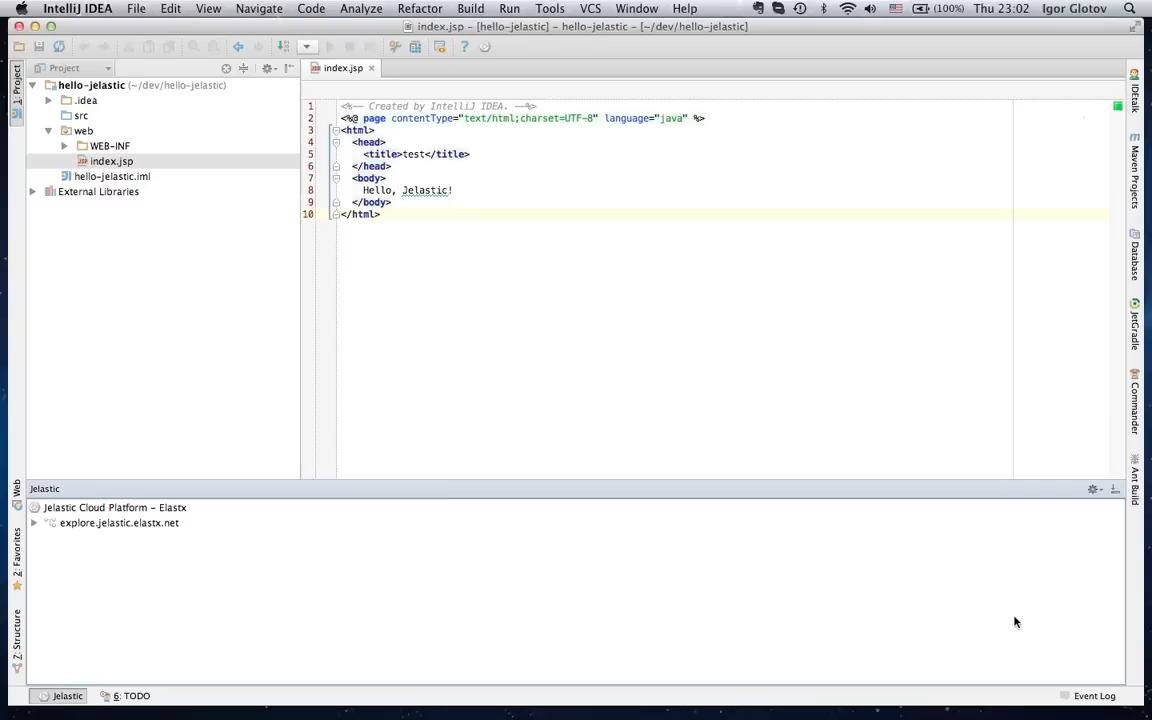 IntelliJ IDEA File Edit View Navigate Code Analyze Refactor Build Run Tools VCS Window Help (100%) Thu 23:02 Igor Glotov
index.jsp - [hello-jelastic] - hello-jelastic - [~/dev/hello-jelastic]
Project
index.jsp
1: Project
hello-jelastic (~/dev/hello-jelastic)
.idea
src
web
WEB-INF
index.jsp
hello-jelastic.iml
External Libraries
1 <%-- Created by IntelliJ IDEA. --%>
2 <%@ page contentType="text/html;charset=UTF-8" language="java" %>
3 <html>
4 <head>
5 <title>test</title>
6 </head>
7 <body>
8 Hello, Jelastic!
9 </body>
10 </html>
IDEtalk
Maven Projects
Database
JetGradle
Commander
Ant Build
Web
2: Favorites
7: Structure
Jelastic
Jelastic Cloud Platform – Elastx
explore.jelastic.elastx.net
Jelastic 6: TODO Event Log